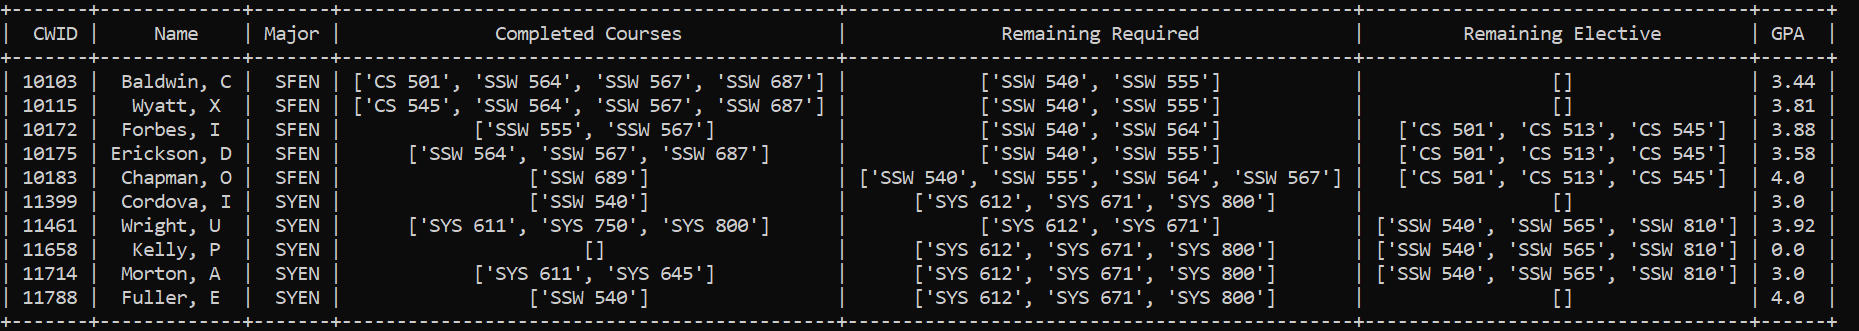 +-------+-------------+-------+------------------------------------------+--------------------------------------------+---------------------------------+------+
|  CWID |     Name    | Major |             Completed Courses            |             Remaining Required             |        Remaining Elective       | GPA  |
+-------+-------------+-------+------------------------------------------+--------------------------------------------+---------------------------------+------+
| 10103 |  Baldwin, C |  SFEN | ['CS 501', 'SSW 564', 'SSW 567', 'SSW 687'] |           ['SSW 540', 'SSW 555']           |                []               | 3.44 |
| 10115 |   Wyatt, X  |  SFEN | ['CS 545', 'SSW 564', 'SSW 567', 'SSW 687'] |           ['SSW 540', 'SSW 555']           |                []               | 3.81 |
| 10172 |  Forbes, I  |  SFEN |            ['SSW 555', 'SSW 567']           |           ['SSW 540', 'SSW 564']           |   ['CS 501', 'CS 513', 'CS 545']  | 3.88 |
| 10175 | Erickson, D |  SFEN |      ['SSW 564', 'SSW 567', 'SSW 687']      |           ['SSW 540', 'SSW 555']           |   ['CS 501', 'CS 513', 'CS 545']  | 3.58 |
| 10183 |  Chapman, O |  SFEN |                 ['SSW 689']                 | ['SSW 540', 'SSW 555', 'SSW 564', 'SSW 567'] |   ['CS 501', 'CS 513', 'CS 545']  | 4.0  |
| 11399 |  Cordova, I |  SYEN |                 ['SSW 540']                 |      ['SYS 612', 'SYS 671', 'SYS 800']     |                []               | 3.0  |
| 11461 |  Wright, U  |  SYEN |      ['SYS 611', 'SYS 750', 'SYS 800']      |           ['SYS 612', 'SYS 671']           | ['SSW 540', 'SSW 565', 'SSW 810'] | 3.92 |
| 11658 |   Kelly, P  |  SYEN |                      []                     |      ['SYS 612', 'SYS 671', 'SYS 800']     | ['SSW 540', 'SSW 565', 'SSW 810'] | 0.0  |
| 11714 |  Morton, A  |  SYEN |            ['SYS 611', 'SYS 645']           |      ['SYS 612', 'SYS 671', 'SYS 800']     | ['SSW 540', 'SSW 565', 'SSW 810'] | 3.0  |
| 11788 |  Fuller, E  |  SYEN |                 ['SSW 540']                 |      ['SYS 612', 'SYS 671', 'SYS 800']     |                []               | 4.0  |
+-------+-------------+-------+------------------------------------------+--------------------------------------------+---------------------------------+------+